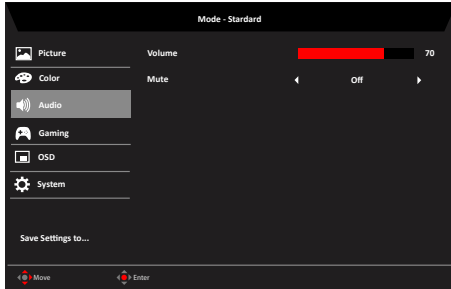 Mode - Stardard
Picture
Volume
70
Color
Mute
Off
Audio
Gaming
OSD
System
Save Settings to...
Move
Enter